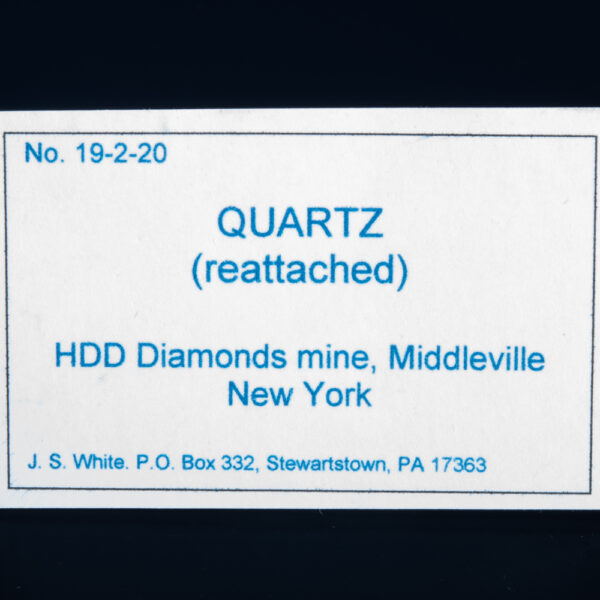 No. 19-2-20
QUARTZ
(reattached)
HDD Diamonds mine, Middleville
New York
J. S. White. P.O. Box 332, Stewartstown, PA 17363